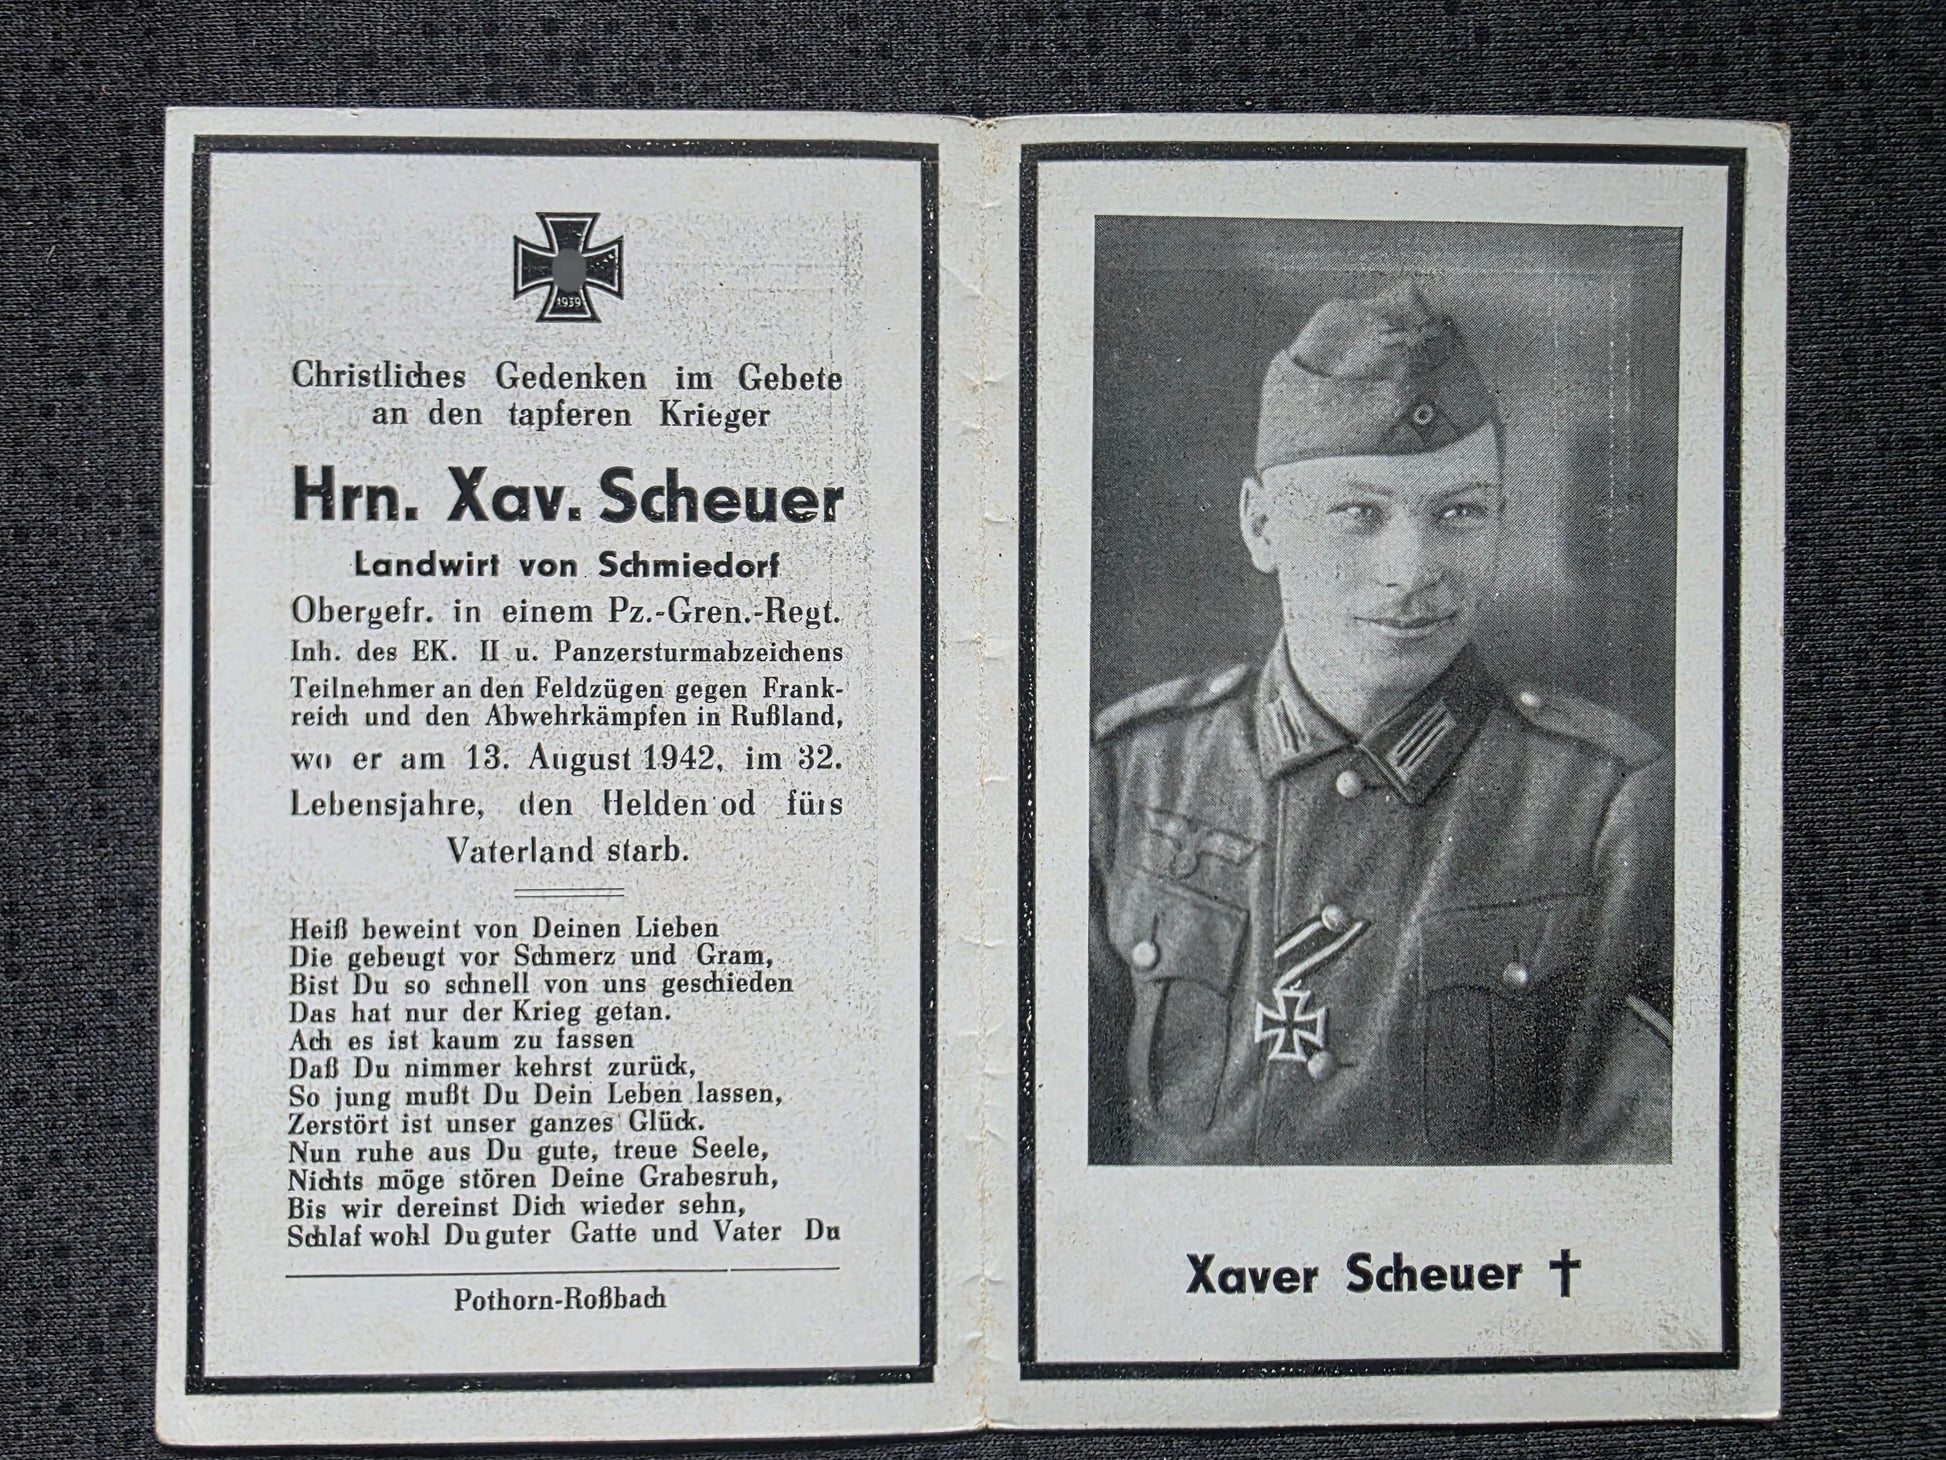 1939
Christliches Gedenken im Gebete
an den tapferen Krieger
Hrn. Xav. Scheuer
Landwirt von Schmiedorf
Obergefr. in einem Pz.-Gren.-Regt.
Inh. des EK. II u. Panzersturmabzeichens
Teilnehmer an den Feldzügen gegen Frank-
reich und den Abwehrkämpfen in Rußland,
wo er am 13. August 1942, im 32.
Lebensjahre, den Helden od fürs
Vaterland starb.
Heiß beweint von Deinen Lieben
Die gebeugt vor Schmerz und Gram,
Bist Du so schnell von uns geschieden
Das hat nur der Krieg getan.
Ach es ist kaum zu fassen
Daß Du nimmer kehrst zurück,
So jung mußt Du Dein Leben lassen,
Zerstört ist unser ganzes Glück.
Nun ruhe aus Du gute, treue Seele,
Nichts möge stören Deine Grabesruh,
Bis wir dereinst Dich wieder sehn,
Schlaf wohl Du guter Gatte und Vater Du
Pothorn-Roßbach
Xaver Scheuer †